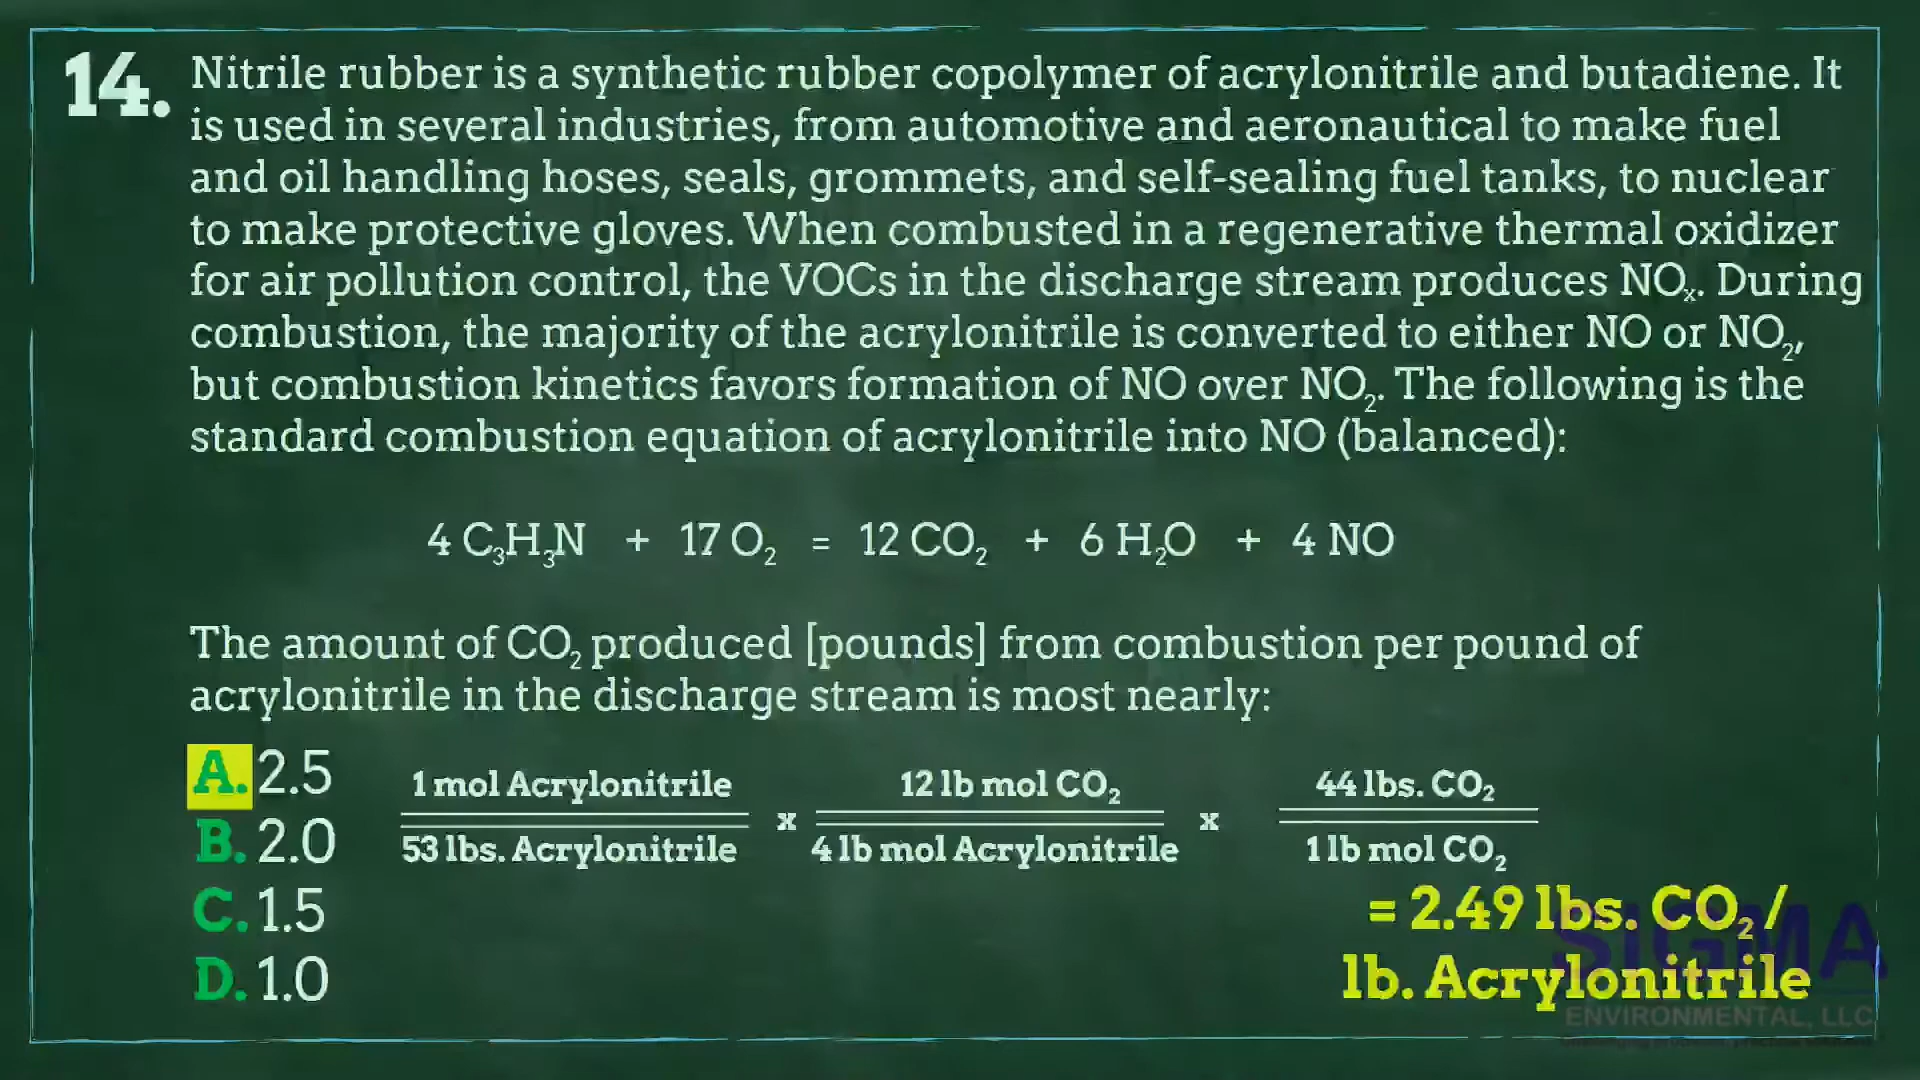 14. Nitrile rubber is a synthetic rubber copolymer of acrylonitrile and butadiene. It
is used in several industries, from automotive and aeronautical to make fuel
and oil handling hoses, seals, grommets, and self-sealing fuel tanks, to nuclear
to make protective gloves. When combusted in a regenerative thermal oxidizer
for air pollution control, the VOCs in the discharge stream produces NOₓ. During
combustion, the majority of the acrylonitrile is converted to either NO or NO₂,
but combustion kinetics favors formation of NO over NO₂. The following is the
standard combustion equation of acrylonitrile into NO (balanced):
4 C₃H₃N + 17 O₂ = 12 CO₂ + 6 H₂O + 4 NO
The amount of CO₂ produced [pounds] from combustion per pound of
acrylonitrile in the discharge stream is most nearly:
A. 2.5
B. 2.0
C. 1.5
D. 1.0
1 mol Acrylonitrile
53 lbs. Acrylonitrile
x
12 lb mol CO₂
4 lb mol Acrylonitrile
x
44 lbs. CO₂
1 lb mol CO₂
= 2.49 lbs. CO₂ /
lb. Acrylonitrile
SIGMA
ENVIRONMENTAL, LLC